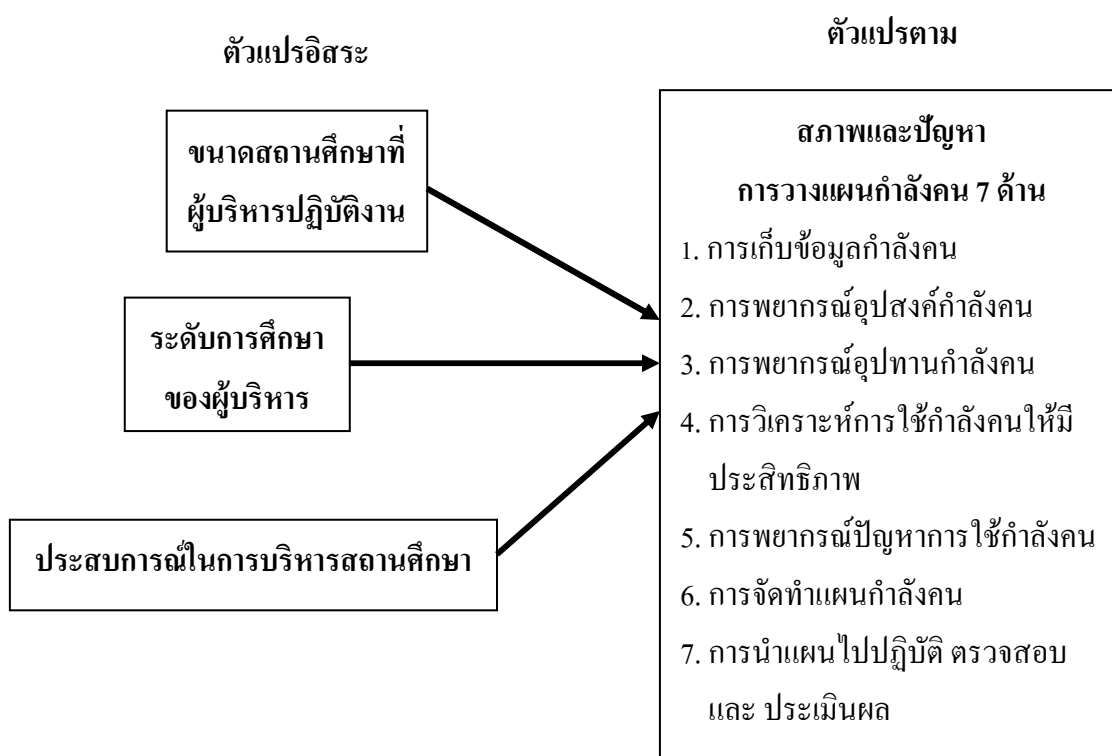 ตัวแปรอิสระ
ขนาดสถานศึกษาที่
ผู้บริหารปฏิบัติงาน
ระดับการศึกษา
ของผู้บริหาร
ประสบการณ์ในการบริหารสถานศึกษา
ตัวแปรตาม
สภาพและปัญหา
การวางแผนกำลังคน 7 ด้าน
1. การเก็บข้อมูลกำลังคน
2. การพยากรณ์อุปสงค์กำลังคน
3. การพยากรณ์อุปทานกำลังคน
4. การวิเคราะห์การใช้กำลังคนให้มี
ประสิทธิภาพ
5. การพยากรณ์ปัญหาการใช้กำลังคน
6. การจัดทำแผนกำลังคน
7. การนำแผนไปปฏิบัติ ตรวจสอบ
และ ประเมินผล